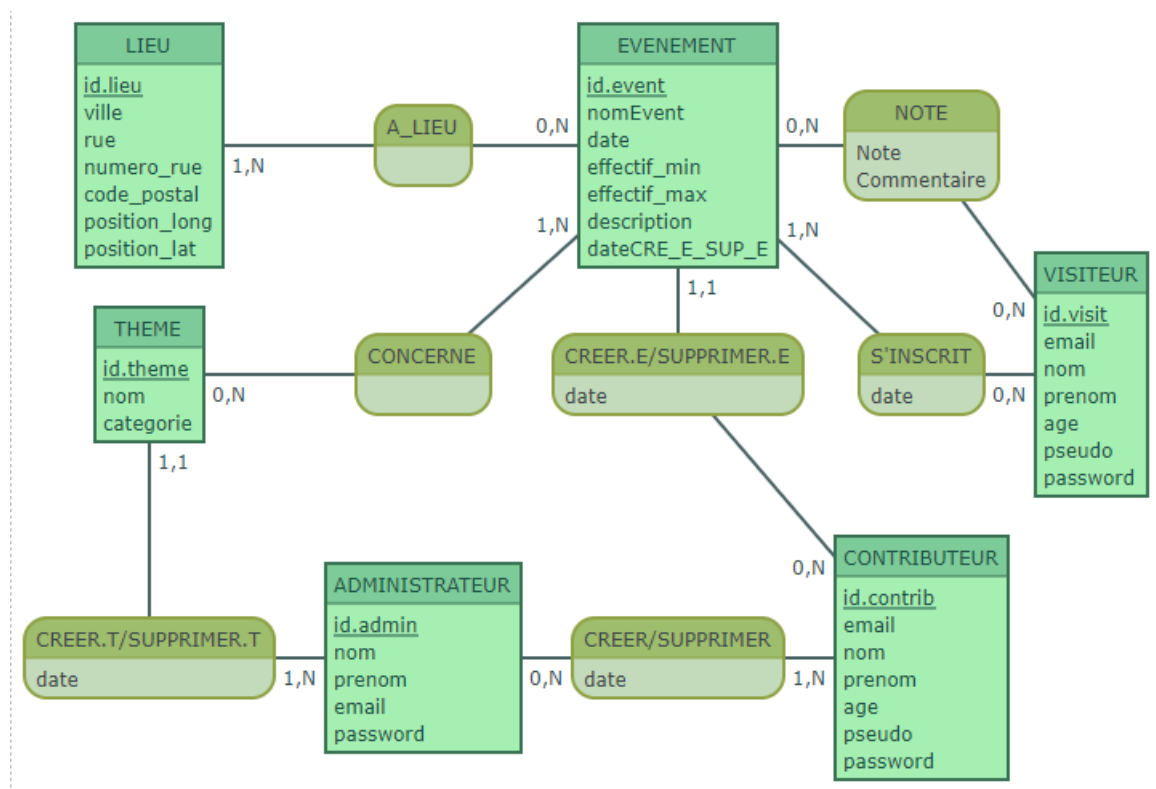 LIEU
id.lieu
ville
rue
numero_rue
code_postal
position_long
position_lat
1,N
A_LIEU
0,N
EVENEMENT
id.event
nomEvent
date
effectif_min
effectif_max
description
dateCRE_E_SUP_E
0,N
NOTE
Note
Commentaire
0,N
VISITEUR
id.visit
email
nom
prenom
age
pseudo
password
1,N
1,1
1,N
THEME
id.theme
nom
categorie
0,N
CONCERNE
CREER.E/SUPPRIMER.E
date
S'INSCRIT
date
0,N
1,1
0,N
CREER.T/SUPPRIMER.T
date
1,N
ADMINISTRATEUR
id.admin
nom
prenom
email
password
0,N
CREER/SUPPRIMER
date
1,N
CONTRIBUTEUR
id.contrib
email
nom
prenom
age
pseudo
password